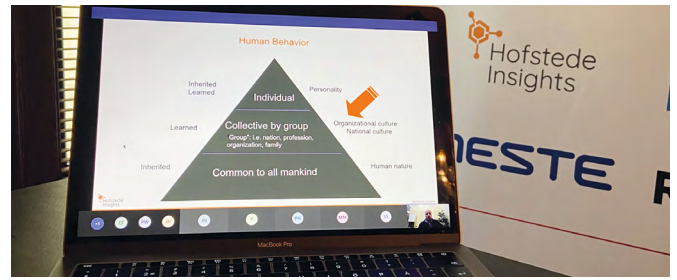 Human Behavior
Inherited
Learned
Individual
Personality
Learned
Collective by group
Group*: i.e. nation, profession,
organization, family
Organizational culture
National culture
Inherited
Common to all mankind
Human nature
Hofstede
Insights
MacBook Pro
Hofstede
Insights
NESTE